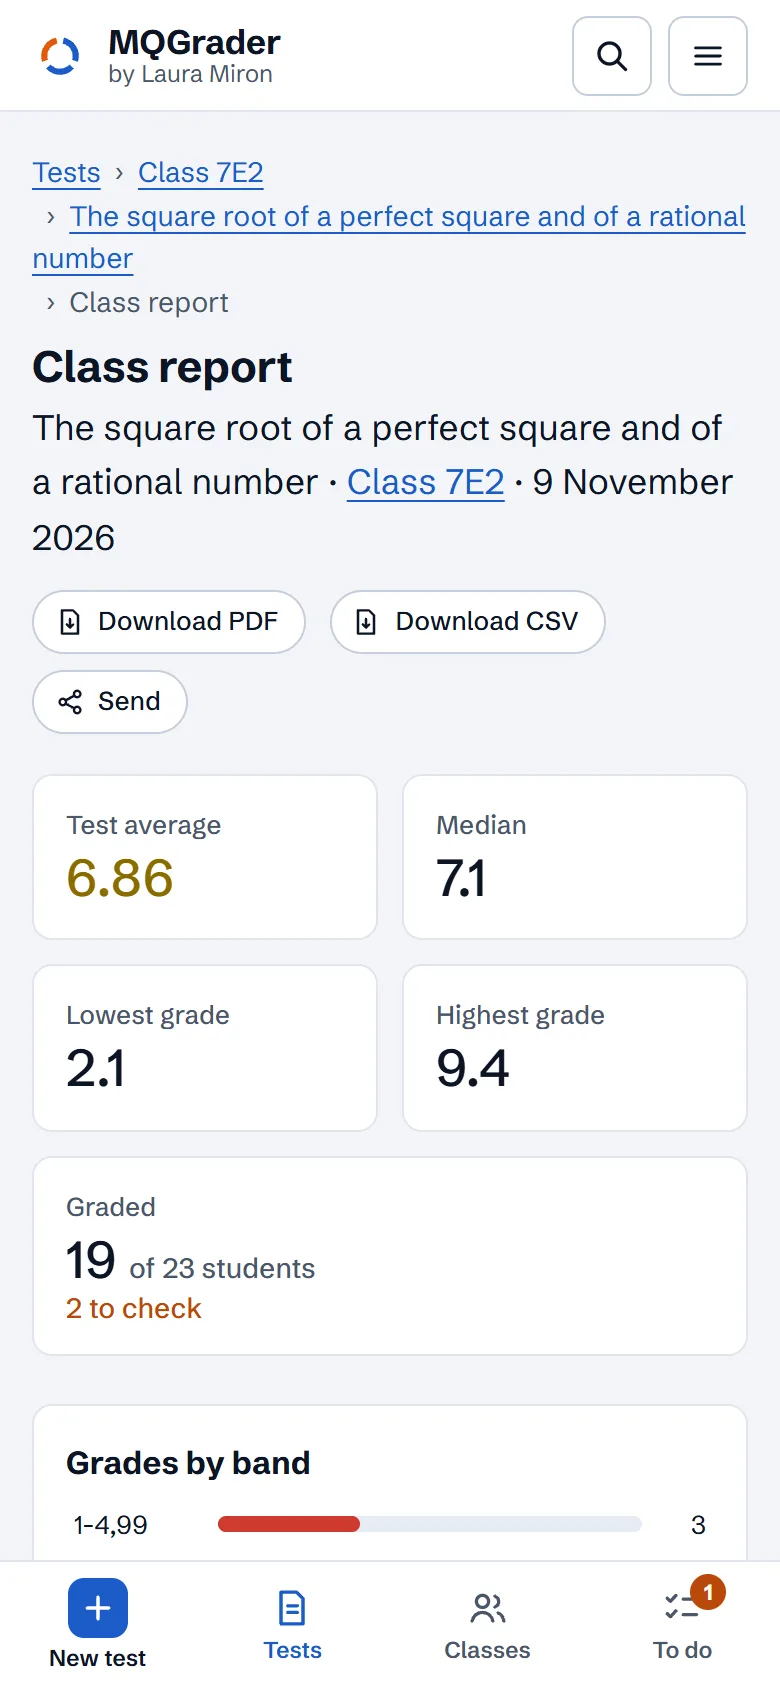 MQGrader
by Laura Miron
Tests › Class 7E2
› The square root of a perfect square and of a rational
number
› Class report
Class report
The square root of a perfect square and of
a rational number · Class 7E2 · 9 November
2026
Download PDF
Download CSV
Send
Test average
6.86
Median
7.1
Lowest grade
2.1
Highest grade
9.4
Graded
19 of 23 students
2 to check
Grades by band
1-4,99 3
New test
Tests
Classes
1
To do